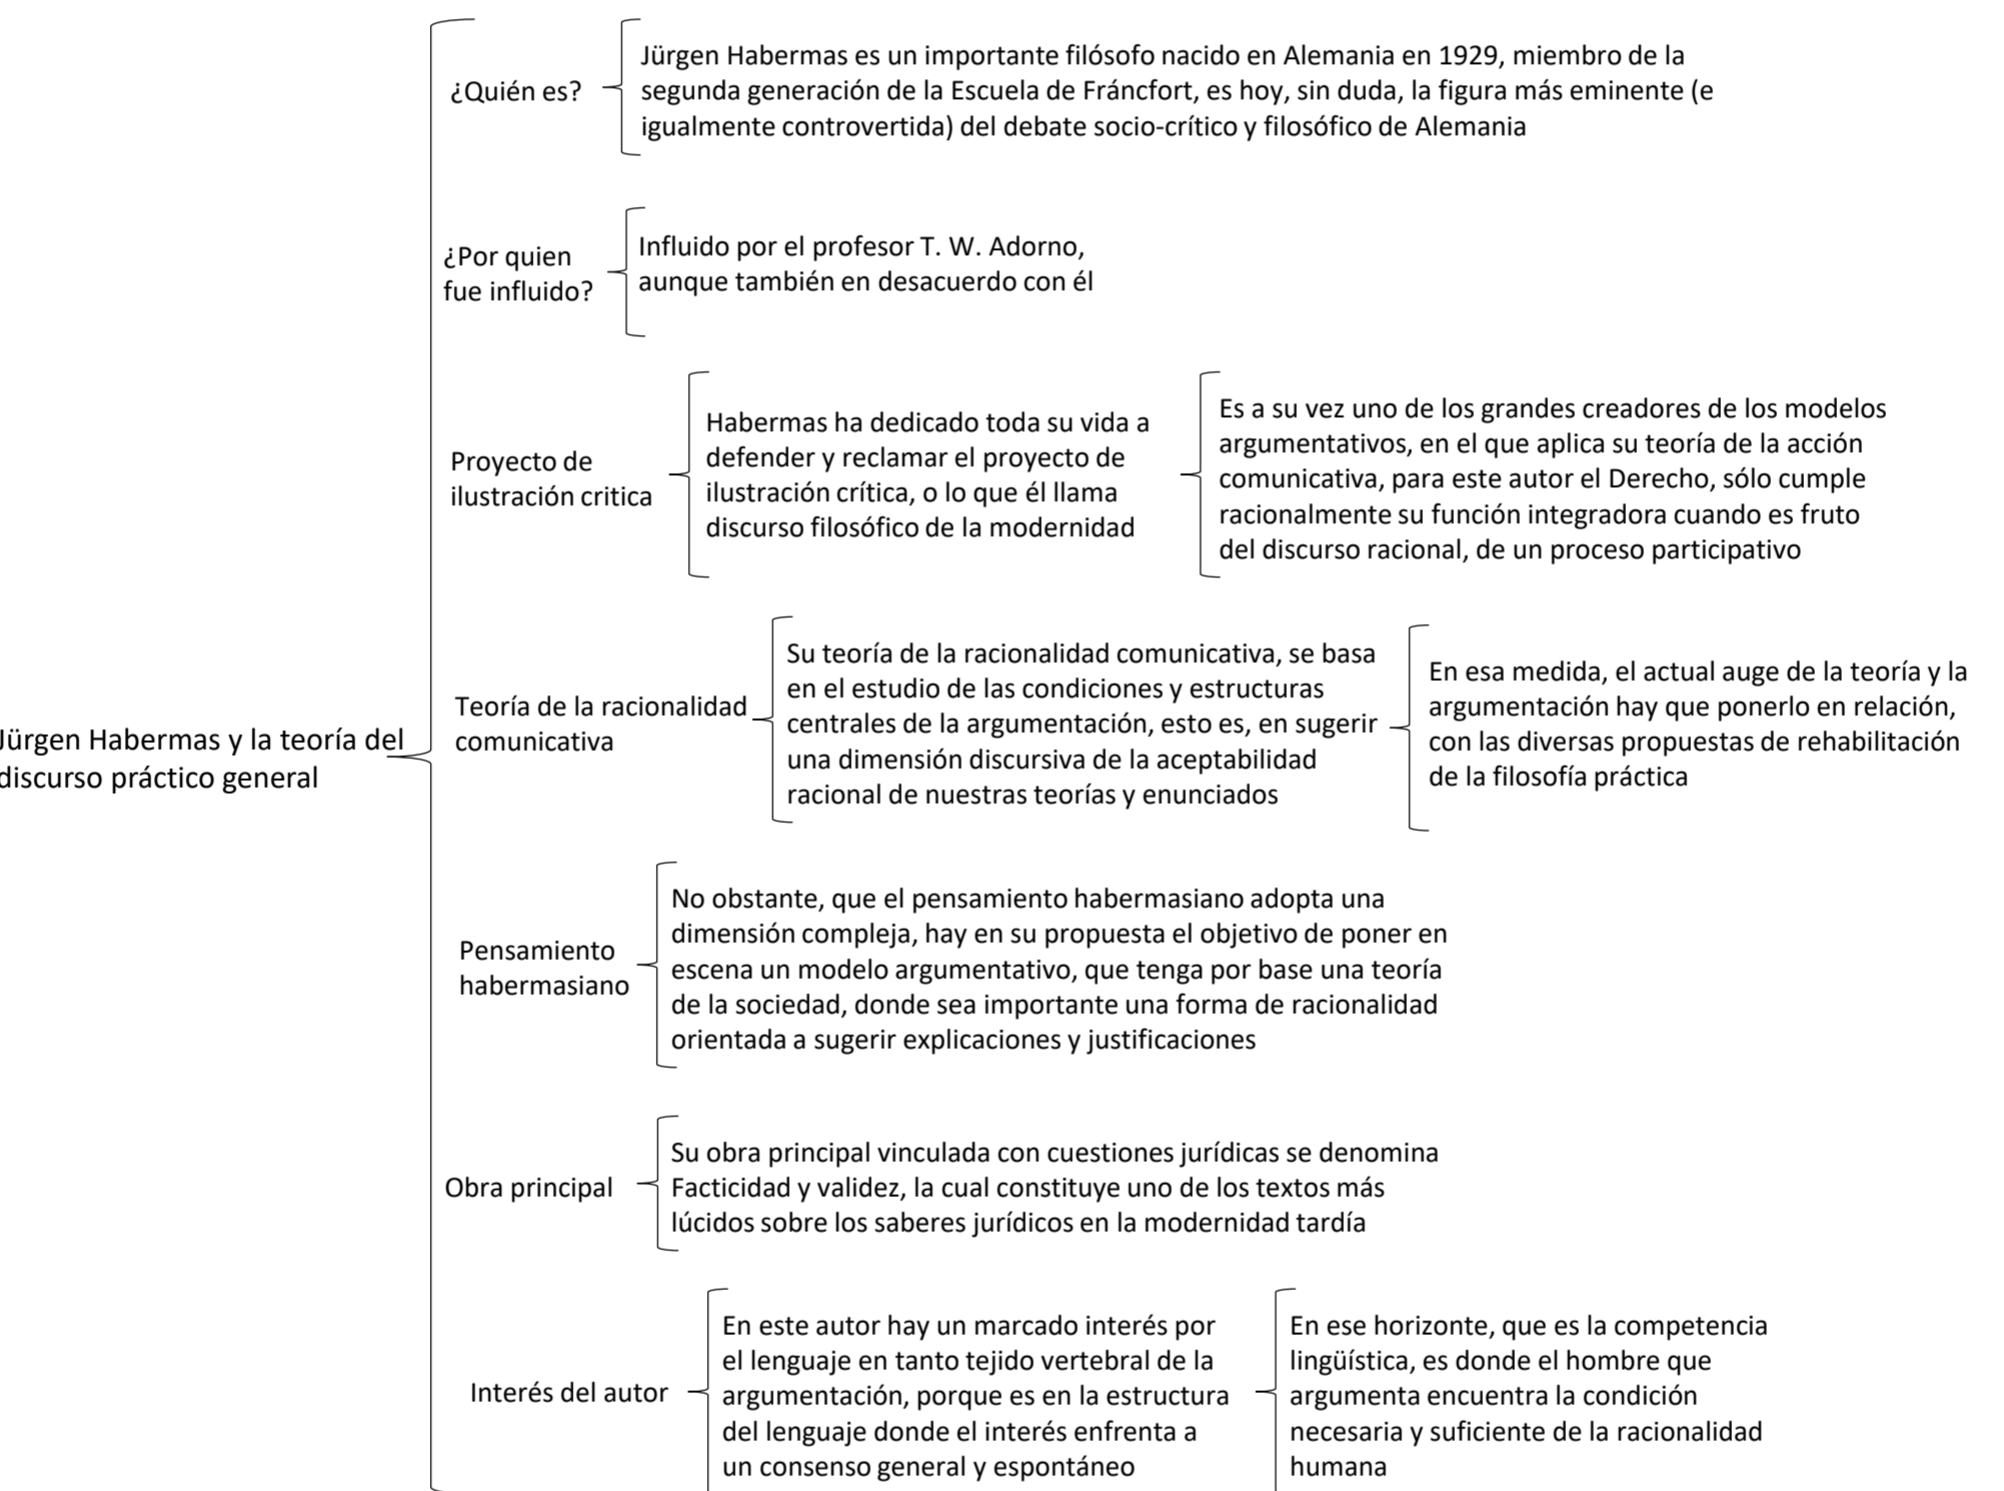 ¿Quién es?
Jürgen Habermas es un importante filósofo nacido en Alemania en 1929, miembro de la
segunda generación de la Escuela de Fráncfort, es hoy, sin duda, la figura más eminente (e
igualmente controvertida) del debate socio-crítico y filosófico de Alemania
¿Por quien
fue influido?
Influido por el profesor T. W. Adorno,
aunque también en desacuerdo con él
Proyecto de
ilustración critica
Habermas ha dedicado toda su vida a
defender y reclamar el proyecto de
ilustración crítica, o lo que él llama
discurso filosófico de la modernidad
Es a su vez uno de los grandes creadores de los modelos
argumentativos, en el que aplica su teoría de la acción
comunicativa, para este autor el Derecho, sólo cumple
racionalmente su función integradora cuando es fruto
del discurso racional, de un proceso participativo
Jürgen Habermas y la teoría del
discurso práctico general
Teoría de la racionalidad
comunicativa
Su teoría de la racionalidad comunicativa, se basa
en el estudio de las condiciones y estructuras
centrales de la argumentación, esto es, en sugerir
una dimensión discursiva de la aceptabilidad
racional de nuestras teorías y enunciados
En esa medida, el actual auge de la teoría y la
argumentación hay que ponerlo en relación,
con las diversas propuestas de rehabilitación
de la filosofía práctica
Pensamiento
habermasiano
No obstante, que el pensamiento habermasiano adopta una
dimensión compleja, hay en su propuesta el objetivo de poner en
escena un modelo argumentativo, que tenga por base una teoría
de la sociedad, donde sea importante una forma de racionalidad
orientada a sugerir explicaciones y justificaciones
Obra principal
Su obra principal vinculada con cuestiones jurídicas se denomina
Facticidad y validez, la cual constituye uno de los textos más
lúcidos sobre los saberes jurídicos en la modernidad tardía
Interés del autor
En este autor hay un marcado interés por
el lenguaje en tanto tejido vertebral de la
argumentación, porque es en la estructura
del lenguaje donde el interés enfrenta a
un consenso general y espontáneo
En ese horizonte, que es la competencia
lingüística, es donde el hombre que
argumenta encuentra la condición
necesaria y suficiente de la racionalidad
humana